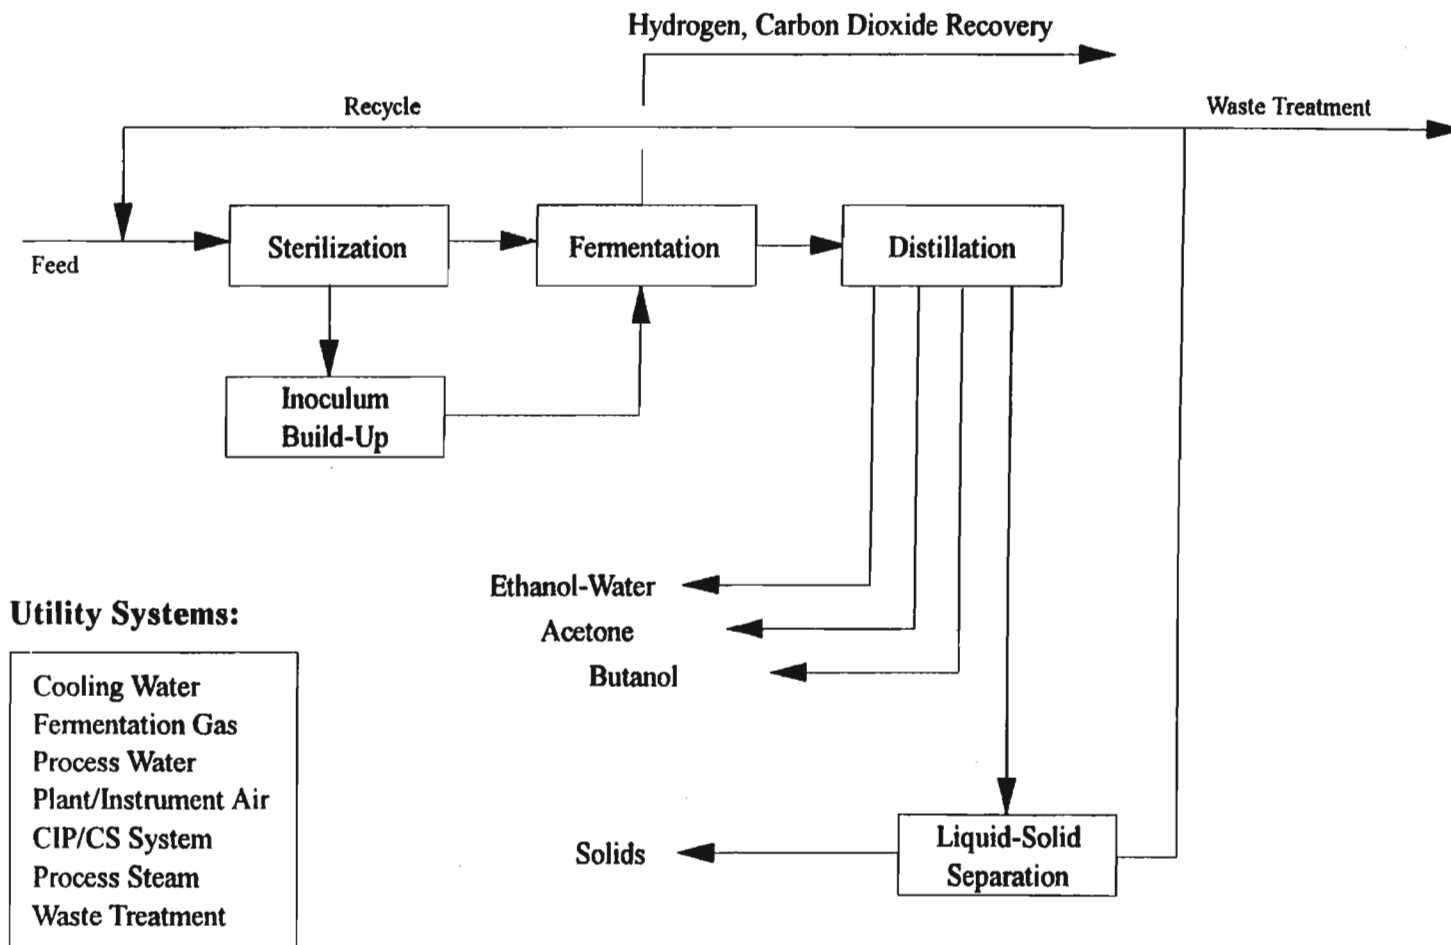 Hydrogen, Carbon Dioxide Recovery
Recycle
Waste Treatment
Feed
Sterilization
Fermentation
Distillation
Inoculum
Build-Up
Ethanol-Water
Acetone
Butanol
Utility Systems:
Cooling Water
Fermentation Gas
Process Water
Plant/Instrument Air
CIP/CS System
Process Steam
Waste Treatment
Solids
Liquid-Solid
Separation